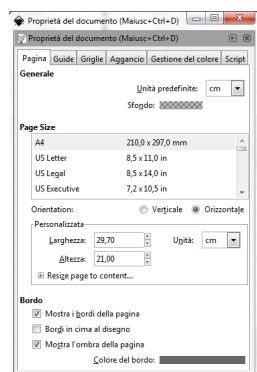 Proprietà del documento (Maiusc+Ctrl+D)
Proprietà del documento (Maiusc+Ctrl+D)
Pagina Guide Griglie Aggancio Gestione del colore Script
Generale
Unità predefinite: cm
Sfondo:
Page Size
A4 210,0 x 297,0 mm
US Letter 8,5 x 11,0 in
US Legal 8,5 x 14,0 in
US Executive 7,2 x 10,5 in
Orientation: Verticale Orizzontale
Personalizzata
Larghezza: 29,70 Unità: cm
Altezza: 21,00
Resize page to content...
Bordo
Mostra i bordi della pagina
Bordi in cima al disegno
Mostra l'ombra della pagina
Colore del bordo: